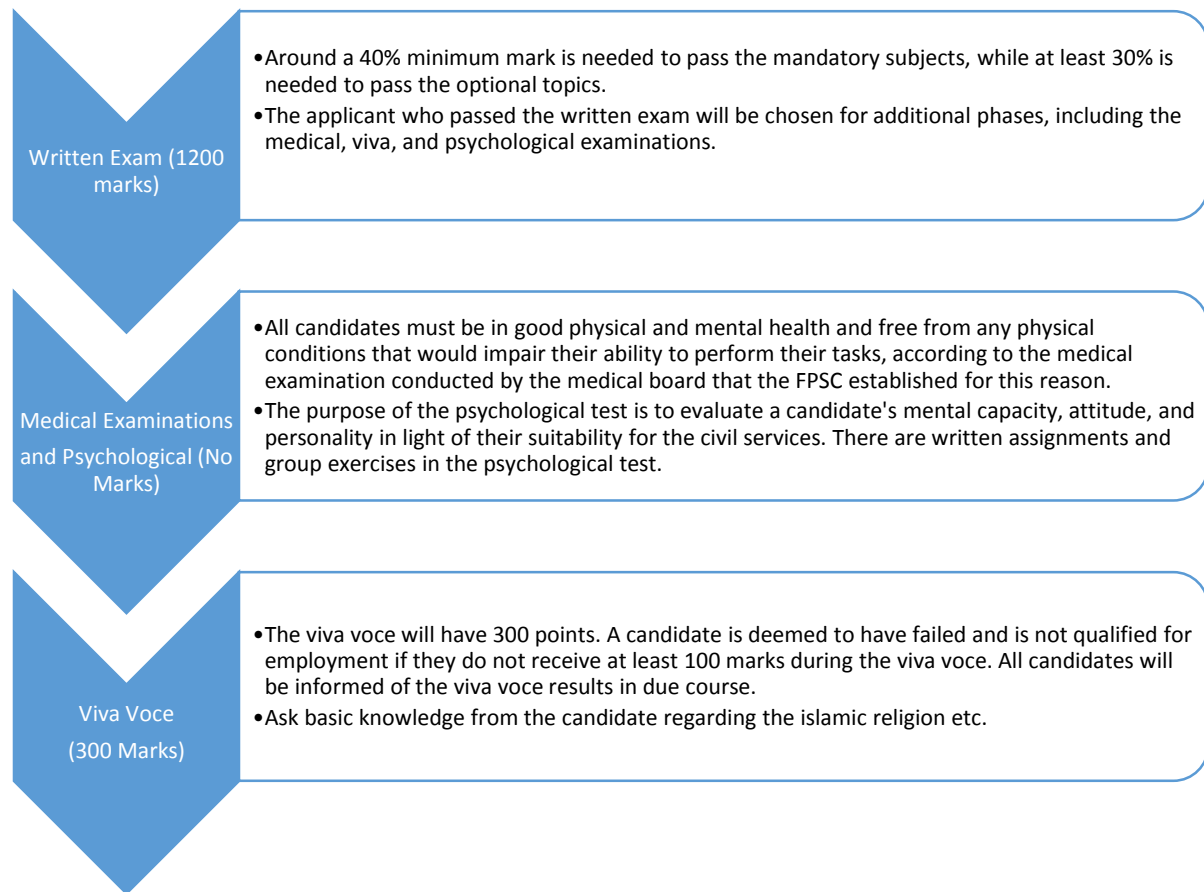 Written Exam (1200
marks)
•Around a 40% minimum mark is needed to pass the mandatory subjects, while at least 30% is
needed to pass the optional topics.
•The applicant who passed the written exam will be chosen for additional phases, including the
medical, viva, and psychological examinations.
Medical Examinations
and Psychological (No
Marks)
•All candidates must be in good physical and mental health and free from any physical
conditions that would impair their ability to perform their tasks, according to the medical
examination conducted by the medical board that the FPSC established for this reason.
•The purpose of the psychological test is to evaluate a candidate's mental capacity, attitude, and
personality in light of their suitability for the civil services. There are written assignments and
group exercises in the psychological test.
Viva Voce
(300 Marks)
•The viva voce will have 300 points. A candidate is deemed to have failed and is not qualified for
employment if they do not receive at least 100 marks during the viva voce. All candidates will
be informed of the viva voce results in due course.
•Ask basic knowledge from the candidate regarding the islamic religion etc.